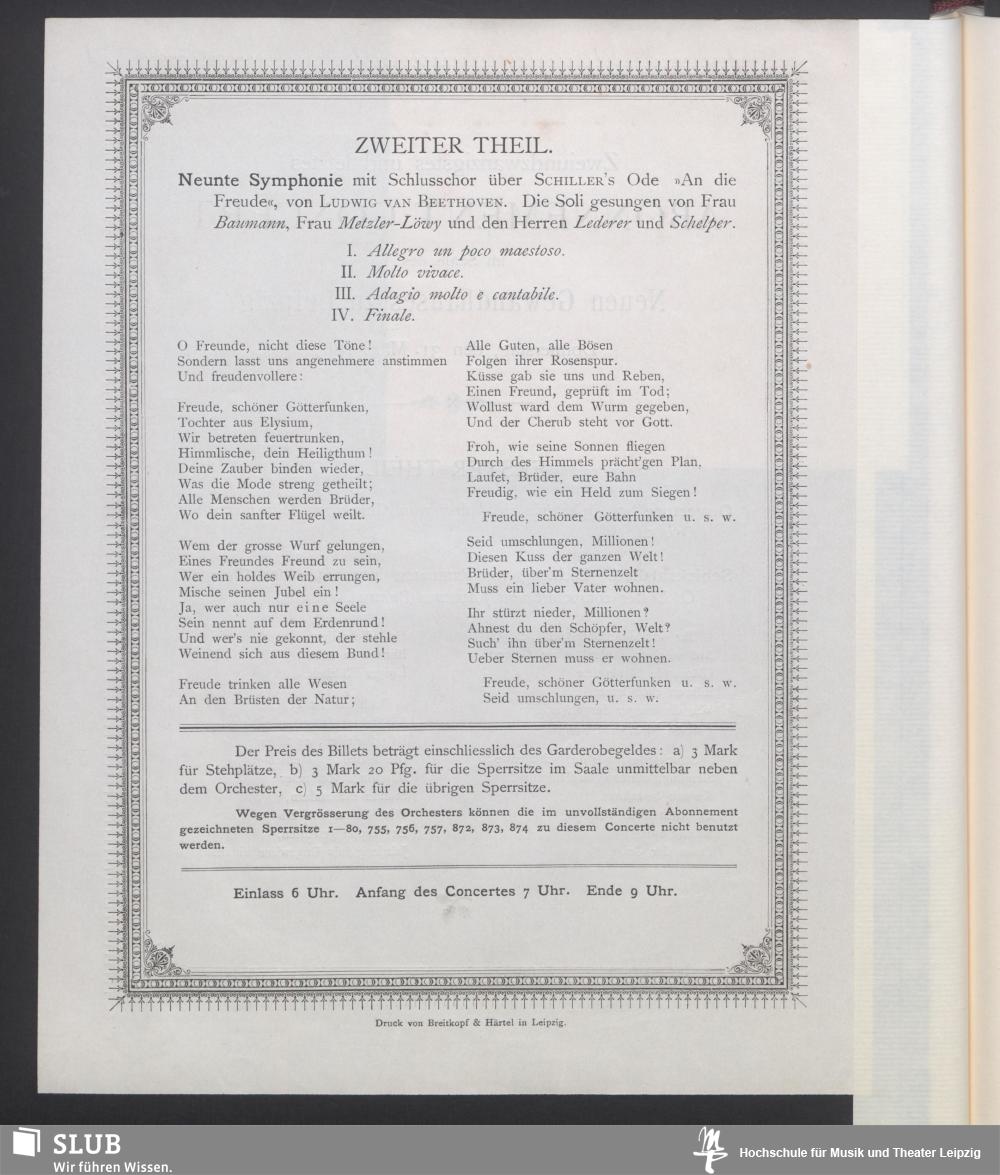 ZWEITER THEIL.
Neunte Symphonie mit Schlusschor über SCHILLER'S Ode »An die
Freude«, von LUDWIG VAN BEETHOVEN. Die Soli gesungen von Frau
Baumann, Frau Metzler-Löwy und den Herren Lederer und Schelper.
I. Allegro un poco maestoso.
II. Molto vivace.
III. Adagio molto e cantabile.
IV. Finale.
O Freunde, nicht diese Töne!
Sondern lasst uns angenehmere anstimmen
Und freudenvollere:
Freude, schöner Götterfunken,
Tochter aus Elysium,
Wir betreten feuertrunken,
Himmlische, dein Heiligthum!
Deine Zauber binden wieder,
Was die Mode streng getheilt;
Alle Menschen werden Brüder,
Wo dein sanfter Flügel weilt.
Wem der grosse Wurf gelungen,
Eines Freundes Freund zu sein,
Wer ein holdes Weib errungen,
Mische seinen Jubel ein!
Ja, wer auch nur eine Seele
Sein nennt auf dem Erdenrund!
Und wer's nie gekonnt, der stehle
Weinend sich aus diesem Bund!
Freude trinken alle Wesen
An den Brüsten der Natur;
Alle Guten, alle Bösen
Folgen ihrer Rosenspur.
Küsse gab sie uns und Reben,
Einen Freund, geprüft im Tod;
Wollust ward dem Wurm gegeben,
Und der Cherub steht vor Gott.
Froh, wie seine Sonnen fliegen
Durch des Himmels prächt'gen Plan,
Laufet, Brüder, eure Bahn
Freudig, wie ein Held zum Siegen!
Freude, schöner Götterfunken u. s. w.
Seid umschlungen, Millionen!
Diesen Kuss der ganzen Welt!
Brüder, über'm Sternenzelt
Muss ein lieber Vater wohnen.
Ihr stürzt nieder, Millionen?
Ahnest du den Schöpfer, Welt?
Such' ihn über'm Sternenzelt!
Ueber Sternen muss er wohnen.
Freude, schöner Götterfunken u. s. w.
Seid umschlungen, u. s. w.
Der Preis des Billets beträgt einschliesslich des Garderobegeldes: a) 3 Mark
für Stehplätze, b) 3 Mark 20 Pfg. für die Sperrsitze im Saale unmittelbar neben
dem Orchester, c) 5 Mark für die übrigen Sperrsitze.
Wegen Vergrösserung des Orchesters können die im unvollständigen Abonnement
gezeichneten Sperrsitze 1—80, 755, 756, 757, 872, 873, 874 zu diesem Concerte nicht benutzt
werden.
Einlass 6 Uhr. Anfang des Concertes 7 Uhr. Ende 9 Uhr.
Druck von Breitkopf & Härtel in Leipzig.
SLUB
Wir führen Wissen.
Hochschule für Musik und Theater Leipzig